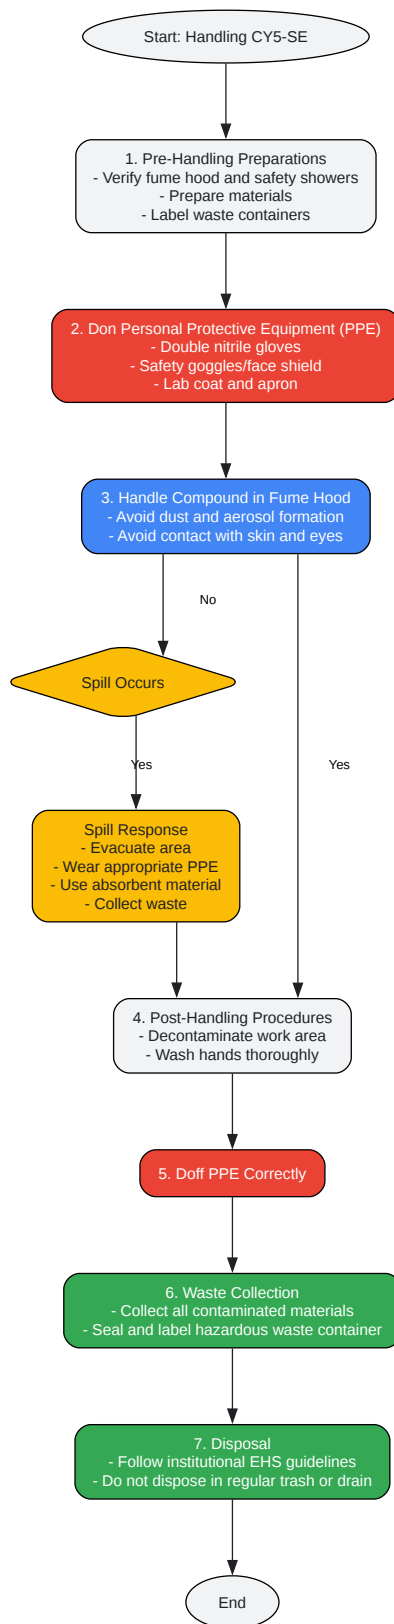 Start: Handling CY5-SE
1. Pre-Handling Preparations
- Verify fume hood and safety showers
- Prepare materials
- Label waste containers
2. Don Personal Protective Equipment (PPE)
- Double nitrile gloves
- Safety goggles/face shield
- Lab coat and apron
3. Handle Compound in Fume Hood
- Avoid dust and aerosol formation
- Avoid contact with skin and eyes
No
Spill Occurs
Yes
Yes
Spill Response
- Evacuate area
- Wear appropriate PPE
- Use absorbent material
- Collect waste
4. Post-Handling Procedures
- Decontaminate work area
- Wash hands thoroughly
5. Doff PPE Correctly
6. Waste Collection
- Collect all contaminated materials
- Seal and label hazardous waste container
7. Disposal
- Follow institutional EHS guidelines
- Do not dispose in regular trash or drain
End